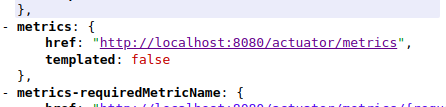 },
- metrics: {
href: "http://localhost:8080/actuator/metrics",
templated: false
},
- metrics-requiredMetricName: {